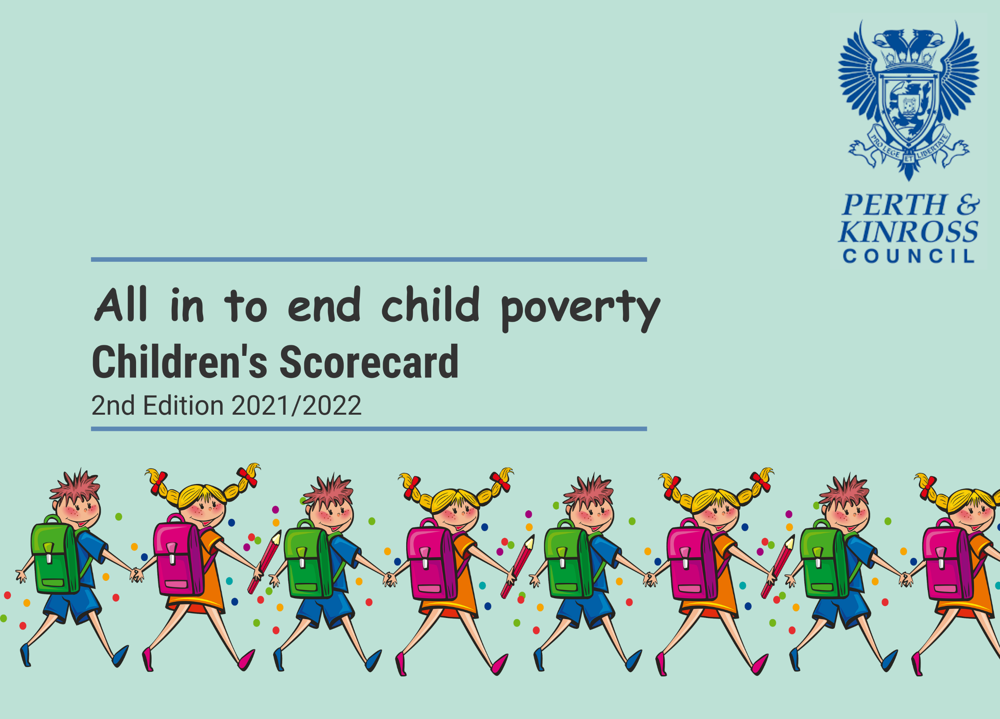 PRO LEGE ET LIBERTATE
PERTH &
KINROSS
COUNCIL
All in to end child poverty
Children's Scorecard
2nd Edition 2021/2022